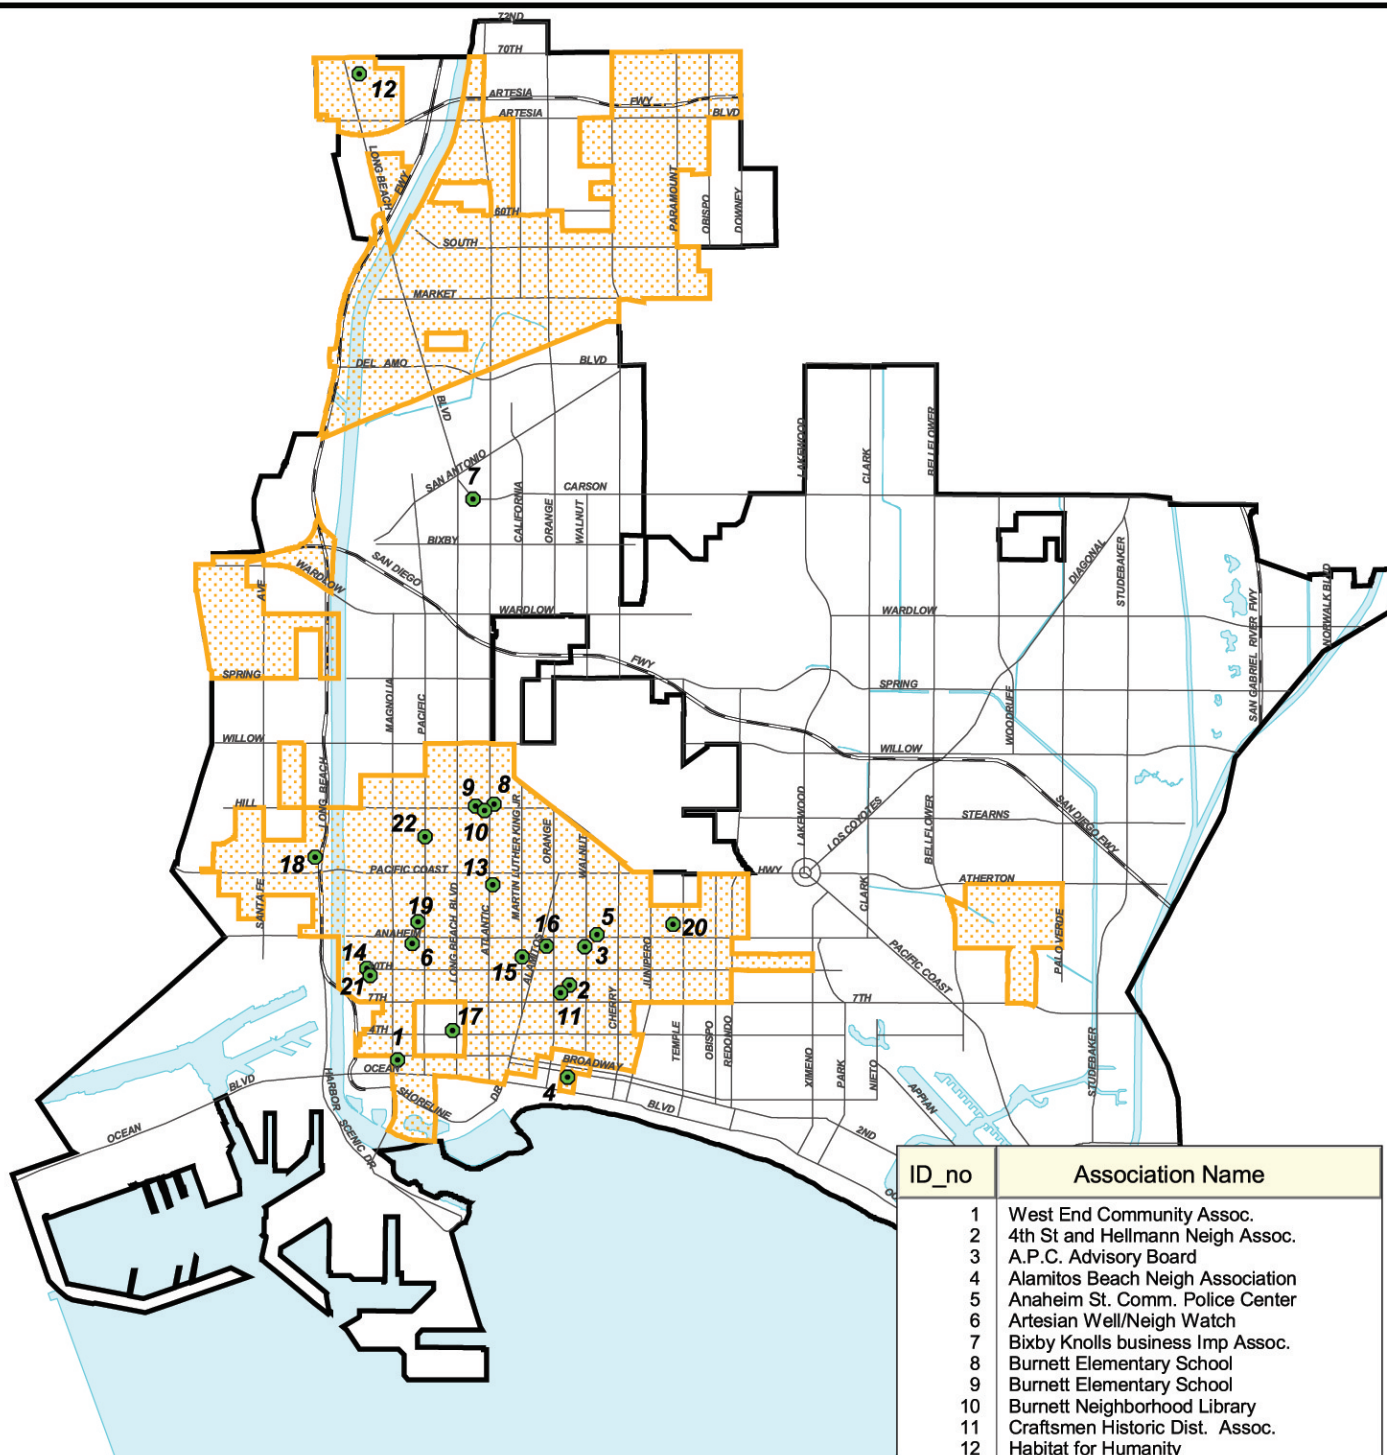 72ND
70TH
12
ARTESIA
FWY
ARTESIA
BLVD
LONG BEACH
FWY
PARAMOUNT
OBISPO
DOWNEY
60TH
SOUTH
MARKET
DEL AMO
BLVD
BLVD
LAKEWOOD
CLARK
BELLFLOWER
SAN ANTONIO
7
CARSON
CALIFORNIA
ORANGE
WALNUT
BIXBY
SAN DIEGO
DIAGONAL
STUDEBAKER
WARDLOW
AVE
WARDLOW
WARDLOW
SAN GABRIEL RIVER FWY
NORWALK BLVD
FWY
SPRING
SPRING
MAGNOLIA
PACIFIC
WOODRUFF
WILLOW
WILLOW
LONG BEACH
HILL
9
8
10
22
MARTIN LUTHER KING JR.
ORANGE
WALNUT
LAKEWOOD
LOS COYOTES
BELLFLOWER
STEARNS
SAN DIEGO FWY
18
PACIFIC COAST
13
HWY
CLARK
ATHERTON
SANTA FE
19
ANAHEIM
6
LONG BEACH BLVD
ATLANTIC
ALAMITOS
16
5
3
15
JUNIPERO
20
PALO VERDE
PACIFIC COAST
14
21
2
11
CHERRY
7TH
7TH
4TH
17
1
OCEAN
BROADWAY
4
TEMPLE
OBISPO
REDONDO
XIMENO
PARK
NIETO
STUDEBAKER
APPIAN
BLVD
OCEAN
HARBOR SCENIC DR
SHORELINE
DR
BLVD
2ND
ID_no Association Name
1 West End Community Assoc.
2 4th St and Hellmann Neigh Assoc.
3 A.P.C. Advisory Board
4 Alamitos Beach Neigh Association
5 Anaheim St. Comm. Police Center
6 Artesian Well/Neigh Watch
7 Bixby Knolls business Imp Assoc.
8 Burnett Elementary School
9 Burnett Elementary School
10 Burnett Neighborhood Library
11 Craftsmen Historic Dist. Assoc.
12 Habitat for Humanity